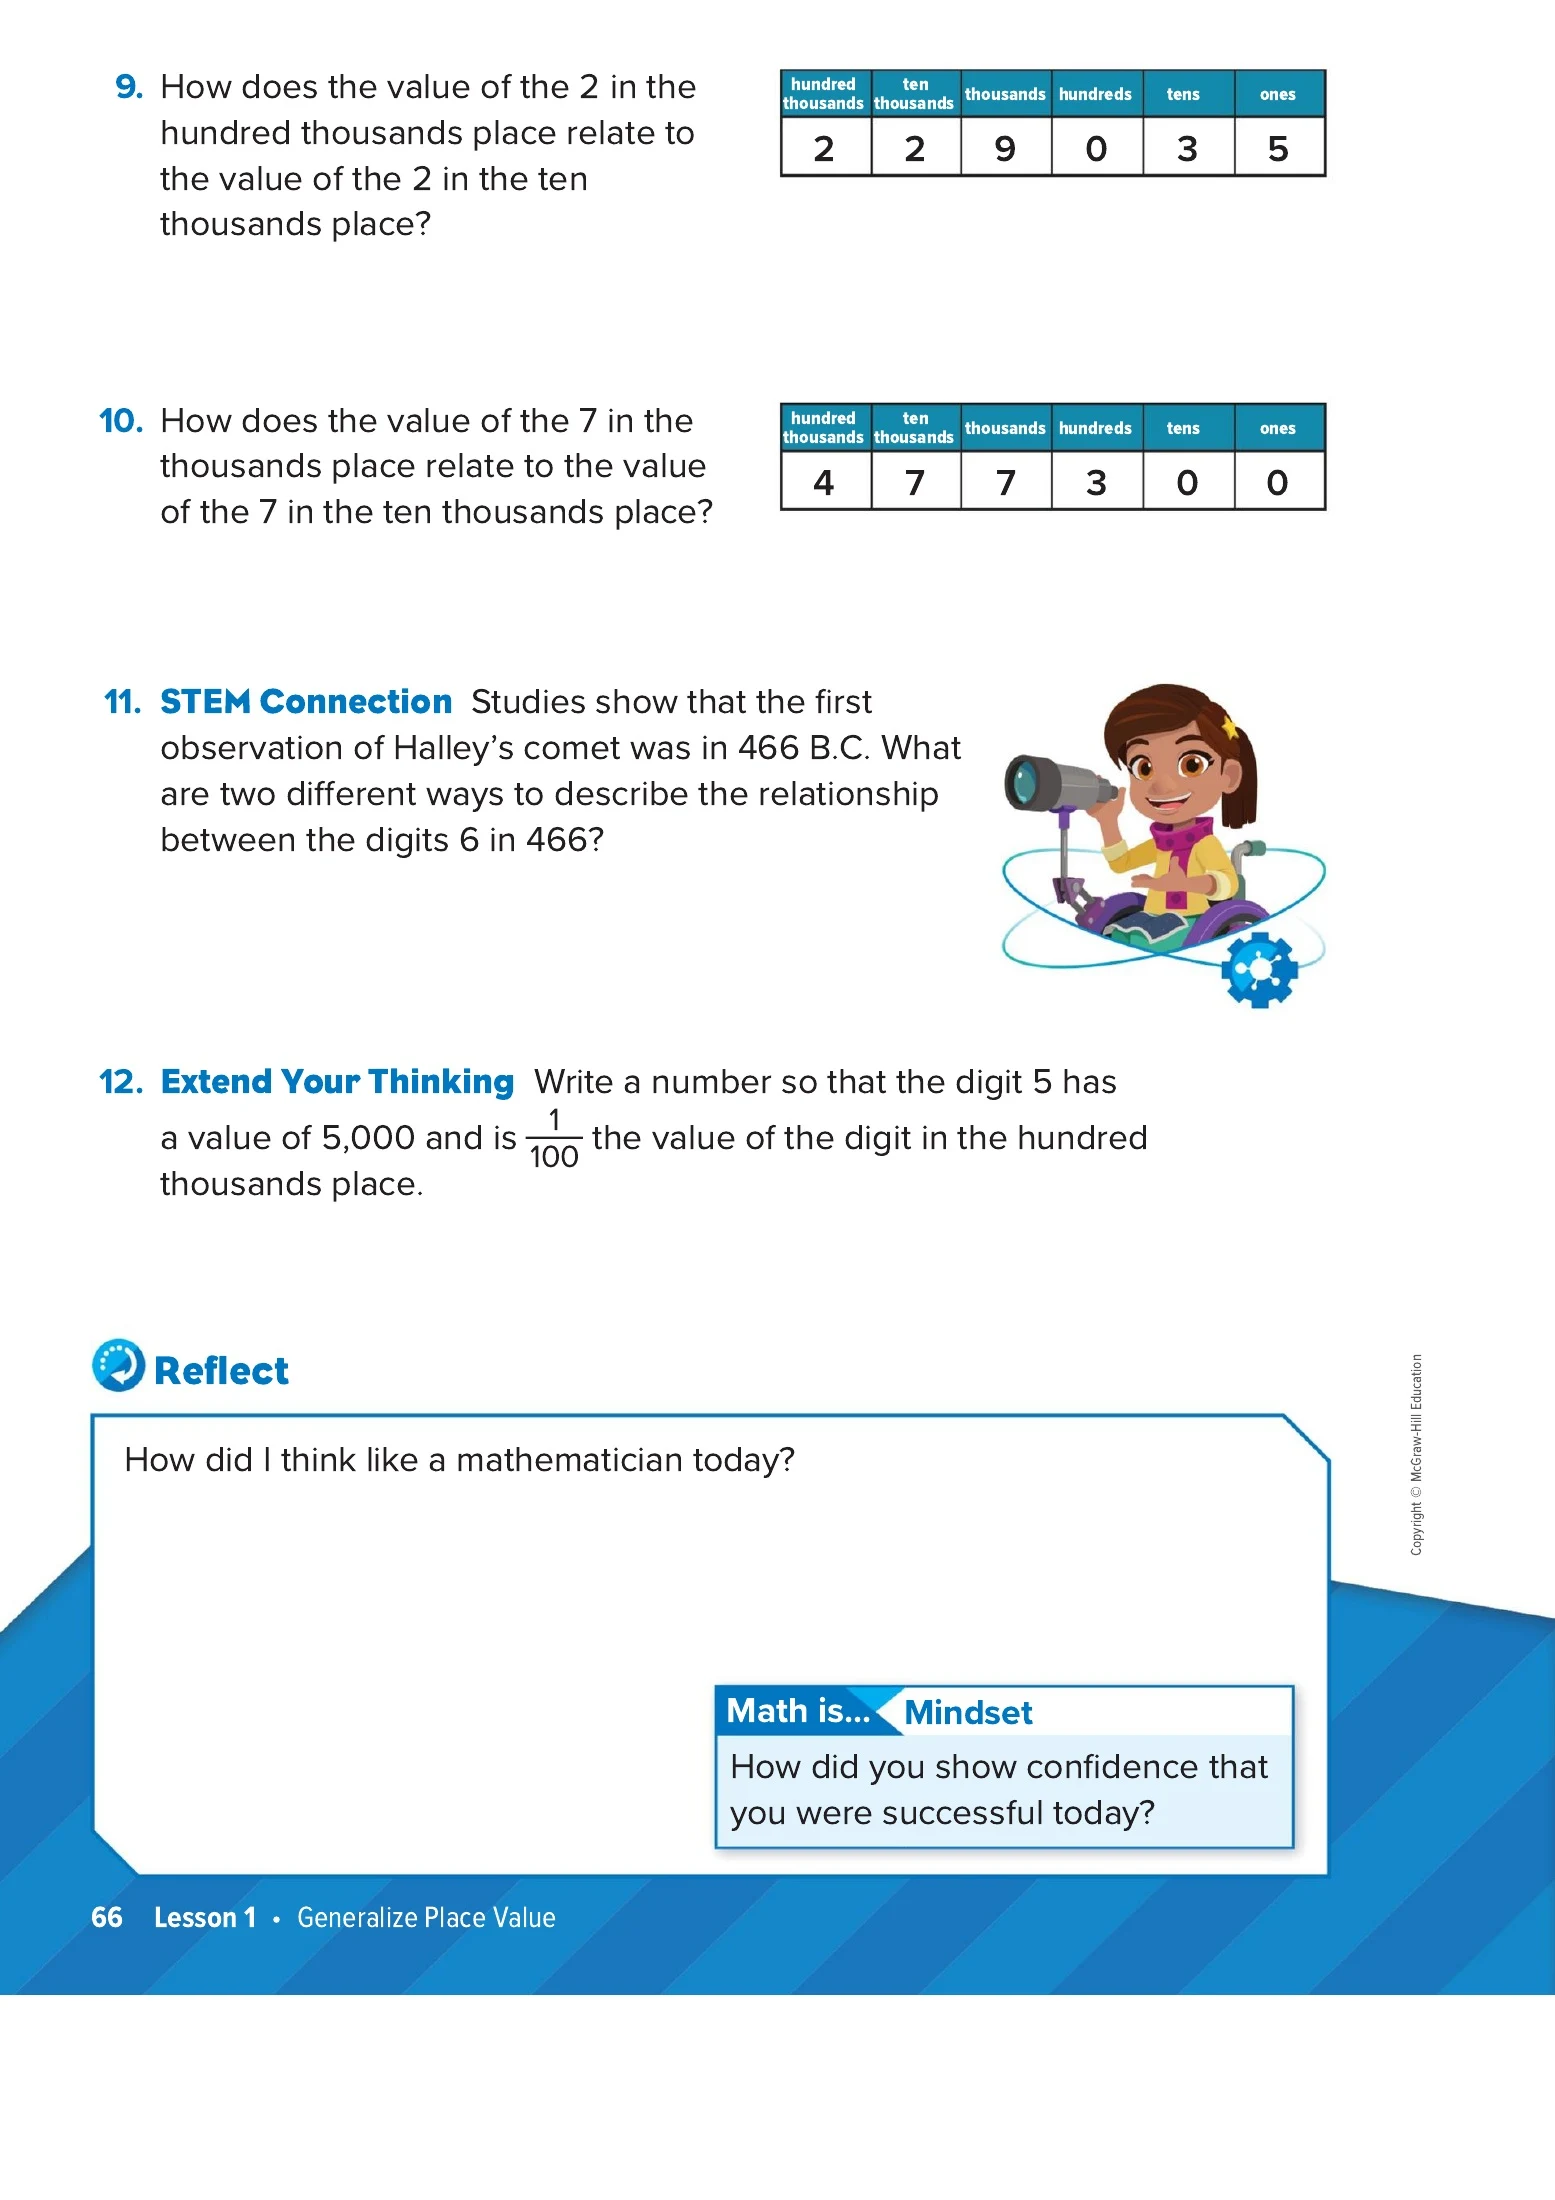 9. How does the value of the 2 in the
hundred thousands place relate to
the value of the 2 in the ten
thousands place?
hundred thousands ten thousands thousands hundreds tens ones
2 2 9 0 3 5
10. How does the value of the 7 in the
thousands place relate to the value
of the 7 in the ten thousands place?
hundred thousands ten thousands thousands hundreds tens ones
4 7 7 3 0 0
11. STEM Connection Studies show that the first
observation of Halley’s comet was in 466 B.C. What
are two different ways to describe the relationship
between the digits 6 in 466?
12. Extend Your Thinking Write a number so that the digit 5 has
a value of 5,000 and is 1/100 the value of the digit in the hundred
thousands place.
Reflect
How did I think like a mathematician today?
Math is... Mindset
How did you show confidence that
you were successful today?
66 Lesson 1 • Generalize Place Value
Copyright © McGraw-Hill Education